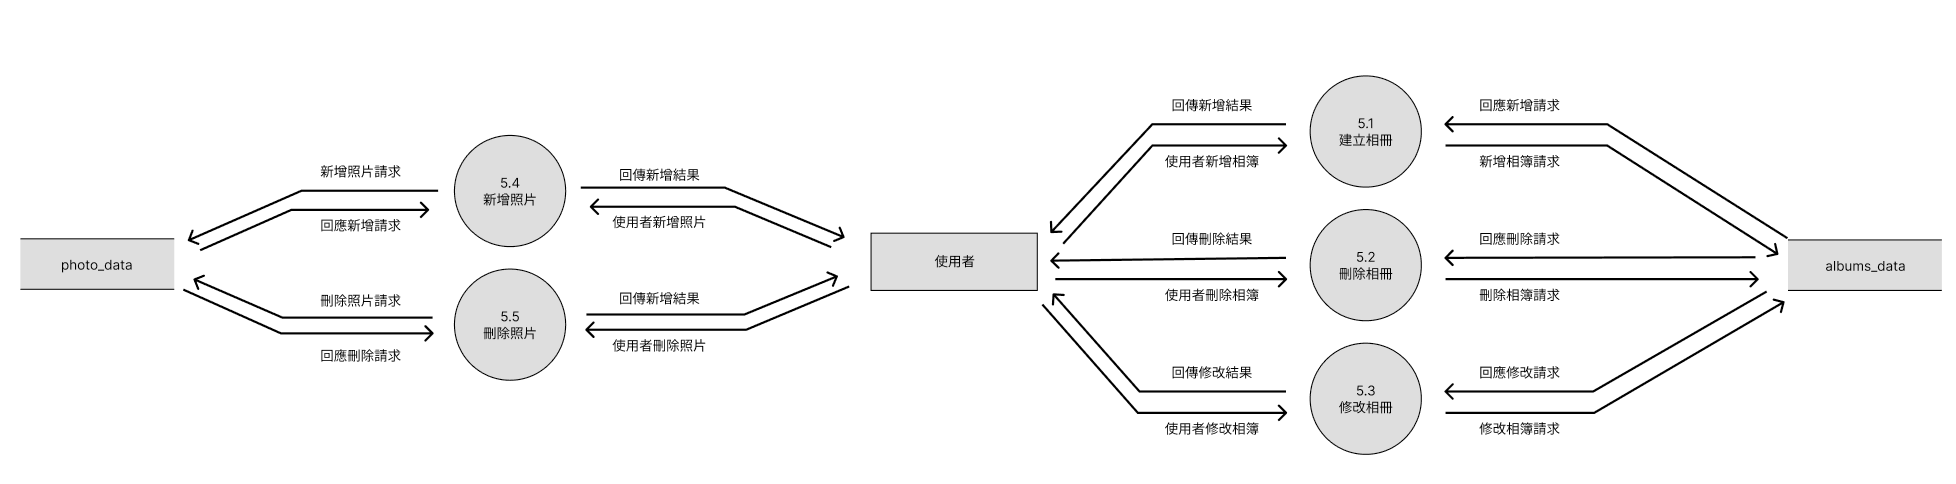 回傳新增結果
回應新增請求
5.1
建立相冊
使用者新增相簿
新增相簿請求
新增照片請求
回傳新增結果
5.4
新增照片
回應新增請求
使用者新增照片
回傳刪除結果
回應刪除請求
photo_data
使用者
5.2
刪除相冊
albums_data
使用者刪除相簿
刪除相簿請求
刪除照片請求
回傳新增結果
5.5
刪除照片
回應刪除請求
使用者刪除照片
回傳修改結果
回應修改請求
5.3
修改相冊
使用者修改相簿
修改相簿請求